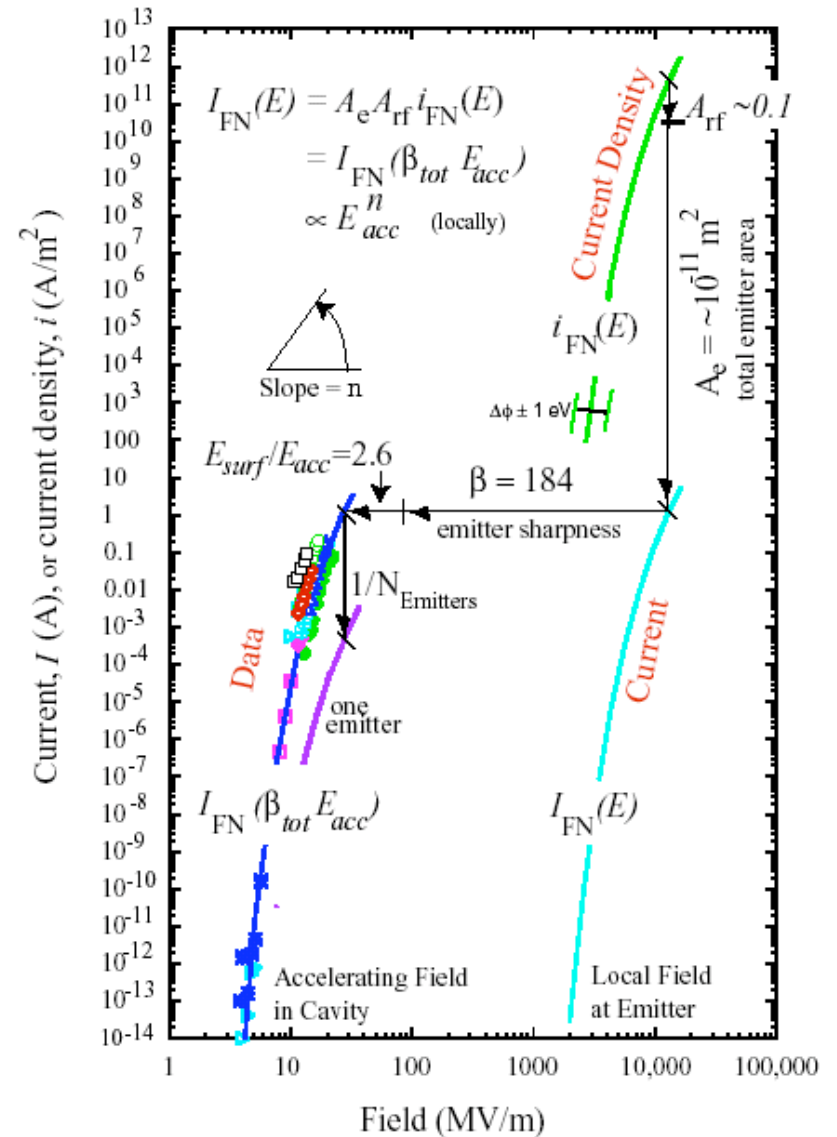 10^13
10^12
10^11
10^10
10^9
10^8
10^7
10^6
10^5
10^4
10^3
100
10
1
0.1
0.01
10^-3
10^-4
10^-5
10^-6
10^-7
10^-8
10^-9
10^-10
10^-11
10^-12
10^-13
10^-14
Current, I (A), or current density, i (A/m^2)
I_FN(E) = A_e A_rf i_FN(E)
= I_FN(β_tot E_acc)
∝ E_acc^n (locally)
A_rf ~0.1
Current Density
A_e = ~10^-11 m^2
total emitter area
i_FN(E)
Slope = n
Δϕ ± 1 eV
E_surf/E_acc=2.6
β = 184
emitter sharpness
1/N_Emitters
Data
Current
one
emitter
I_FN (β_tot E_acc)
I_FN(E)
Accelerating Field
in Cavity
Local Field
at Emitter
1
10
100
1000
10,000
100,000
Field (MV/m)